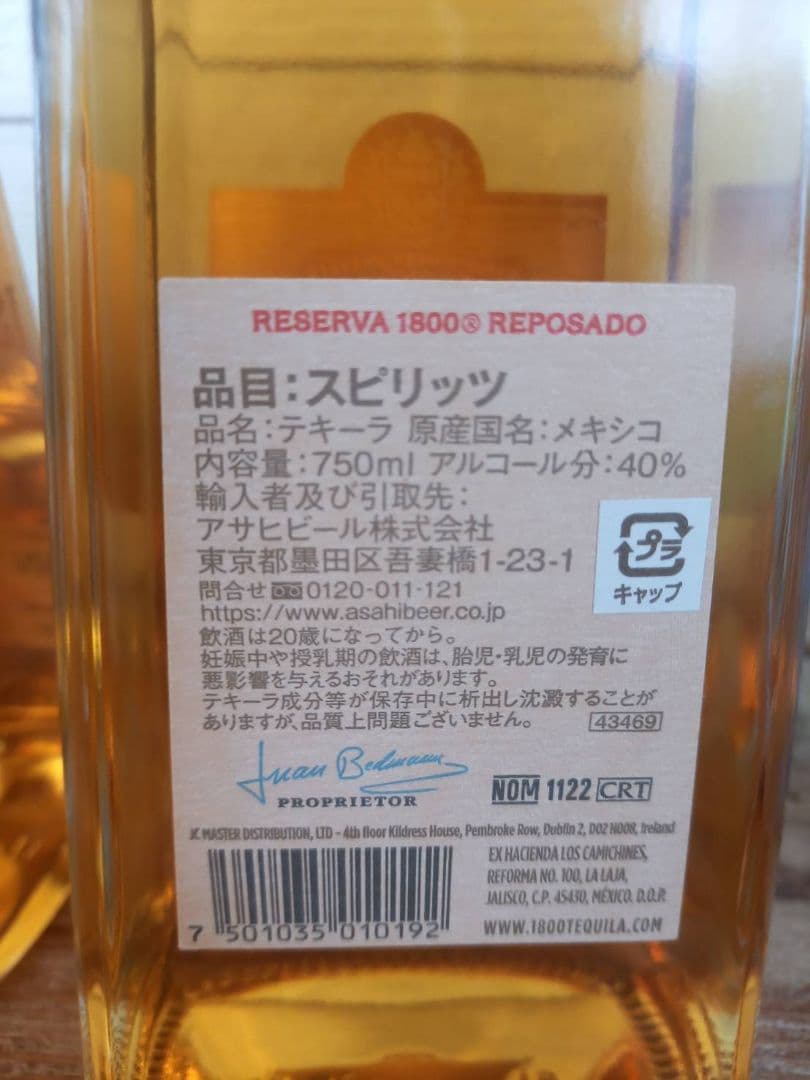 RESERVA 1800® REPOSADO
品目：スピリッツ
品名：テキーラ 原産国名：メキシコ
内容量：750ml アルコール分：40%
輸入者及び引取先：
アサヒビール株式会社
東京都墨田区吾妻橋1-23-1
問合せ 0120-011-121
https://www.asahibeer.co.jp
プラ
キャップ
飲酒は20歳になってから。
妊娠中や授乳期の飲酒は、胎児・乳児の発育に
悪影響を与えるおそれがあります。
テキーラ成分等が保存中に析出し沈澱することが
ありますが、品質上問題ございません。 43469
Juan Beckmann
PROPRIETOR
NOM 1122 CRT
JC MASTER DISTRIBUTION, LTD - 4th floor Kildress House, Pembroke Row, Dublin 2, D02 H008, Ireland
EX HACIENDA LOS CAMICHINES,
REFORMA NO. 100, LA LAJA,
JALISCO, C.P. 45430, MÉXICO. D.O.P.
WWW.1800TEQUILA.COM
7 501035 010192